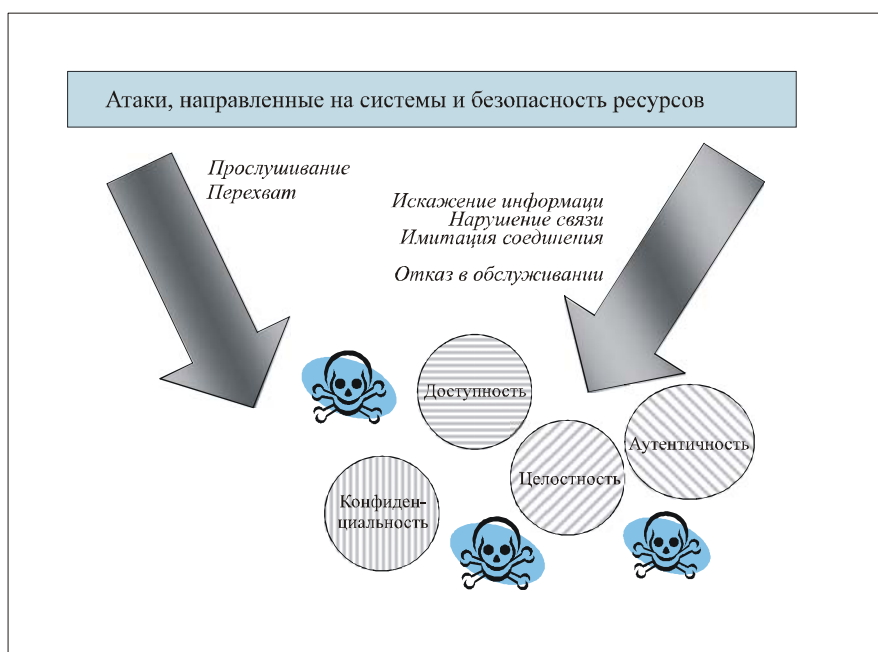 Атаки, направленные на системы и безопасность ресурсов
Прослушивание
Перехват
Искажение информаци
Нарушение связи
Имитация соединения
Отказ в обслуживании
Доступность
Аутентичность
Целостность
Конфиден-
циальность